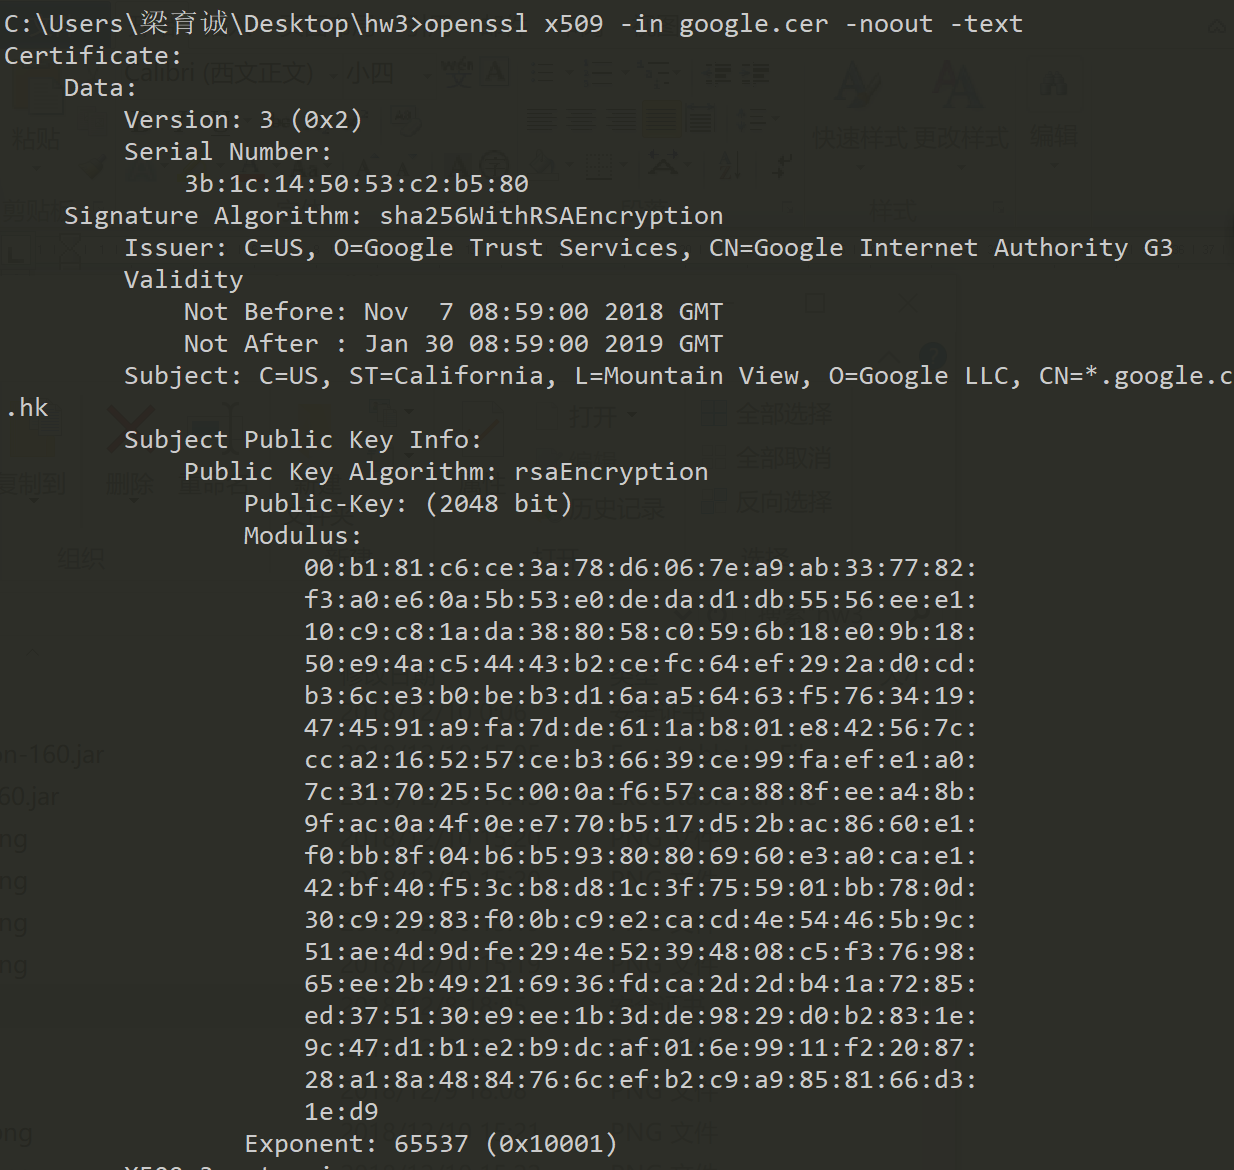 C:\Users\梁育诚\Desktop\hw3>openssl x509 -in google.cer -noout -text
Certificate:
    Data:
        Version: 3 (0x2)
        Serial Number:
            3b:1c:14:50:53:c2:b5:80
    Signature Algorithm: sha256WithRSAEncryption
        Issuer: C=US, O=Google Trust Services, CN=Google Internet Authority G3
        Validity
            Not Before: Nov  7 08:59:00 2018 GMT
            Not After : Jan 30 08:59:00 2019 GMT
        Subject: C=US, ST=California, L=Mountain View, O=Google LLC, CN=*.google.c
.hk
        Subject Public Key Info:
            Public Key Algorithm: rsaEncryption
                Public-Key: (2048 bit)
                Modulus:
                    00:b1:81:c6:ce:3a:78:d6:06:7e:a9:ab:33:77:82:
                    f3:a0:e6:0a:5b:53:e0:de:da:d1:db:55:56:ee:e1:
                    10:c9:c8:1a:da:38:80:58:c0:59:6b:18:e0:9b:18:
                    50:e9:4a:c5:44:43:b2:ce:fc:64:ef:29:2a:d0:cd:
                    b3:6c:e3:b0:be:b3:d1:6a:a5:64:63:f5:76:34:19:
                    47:45:91:a9:fa:7d:de:61:1a:b8:01:e8:42:56:7c:
                    cc:a2:16:52:57:ce:b3:66:39:ce:99:fa:ef:e1:a0:
                    7c:31:70:25:5c:00:0a:f6:57:ca:88:8f:ee:a4:8b:
                    9f:ac:0a:4f:0e:e7:70:b5:17:d5:2b:ac:86:60:e1:
                    f0:bb:8f:04:b6:b5:93:80:80:69:60:e3:a0:ca:e1:
                    42:bf:40:f5:3c:b8:d8:1c:3f:75:59:01:bb:78:0d:
                    30:c9:29:83:f0:0b:c9:e2:ca:cd:4e:54:46:5b:9c:
                    51:ae:4d:9d:fe:29:4e:52:39:48:08:c5:f3:76:98:
                    65:ee:2b:49:21:69:36:fd:ca:2d:2d:b4:1a:72:85:
                    ed:37:51:30:e9:ee:1b:3d:de:98:29:d0:b2:83:1e:
                    9c:47:d1:b1:e2:b9:dc:af:01:6e:99:11:f2:20:87:
                    28:a1:8a:48:84:76:6c:ef:b2:c9:a9:85:81:66:d3:
                    1e:d9
                Exponent: 65537 (0x10001)